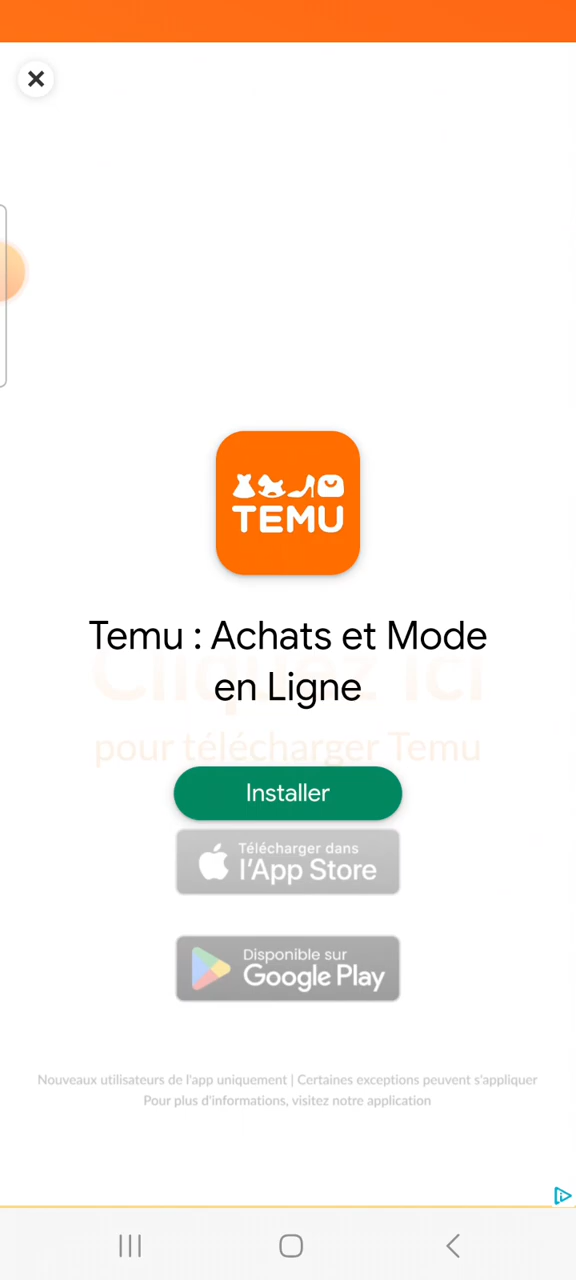 TEMU
Temu : Achats et Mode
en Ligne
Cliquez ici
pour télécharger Temu
Installer
Télécharger dans
l'App Store
Disponible sur
Google Play
Nouveaux utilisateurs de l'app uniquement | Certaines exceptions peuvent s'appliquer
Pour plus d'informations, visitez notre application